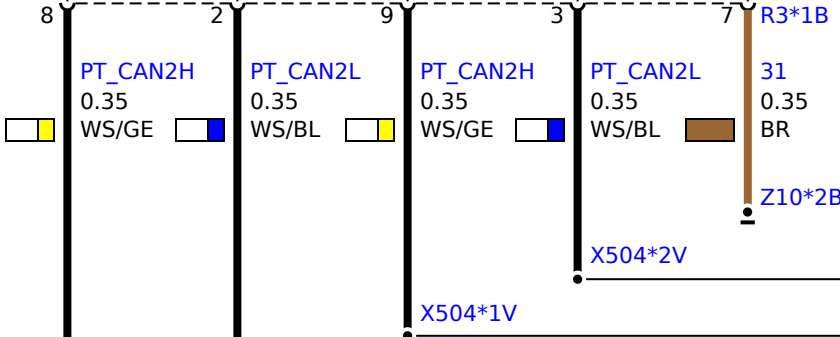 8 2 9 3 7 R3*1B
PT_CAN2H PT_CAN2L PT_CAN2H PT_CAN2L 31
0.35 0.35 0.35 0.35 0.35
WS/GE WS/BL WS/GE WS/BL BR
Z10*2B
X504*2V
X504*1V